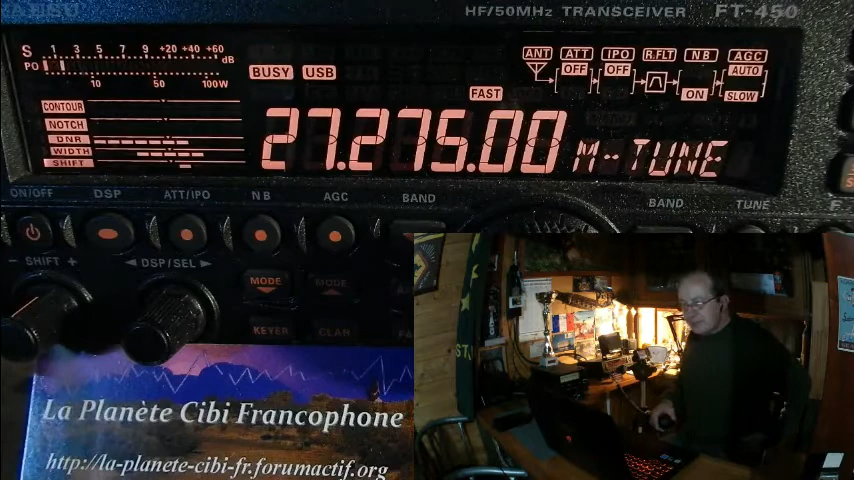 YAESU HF/50MHz TRANSCEIVER FT-450
S 1 3 5 7 9 +20 +40 +60 dB
PO 10 50 100W
BUSY USB
ANT ATT IPO R.FLT NB AGC
OFF OFF AUTO
ON SLOW
FAST
CONTOUR
NOTCH
DNR
WIDTH
SHIFT
27.275.00 M-TUNE
ON/OFF DSP ATT/IPO NB AGC BAND BAND TUNE
- SHIFT + DSP/SEL MODE MODE
KEYER CLAR
La Planète Cibi Francophone
http://la-planete-cibi-fr.forumactif.org